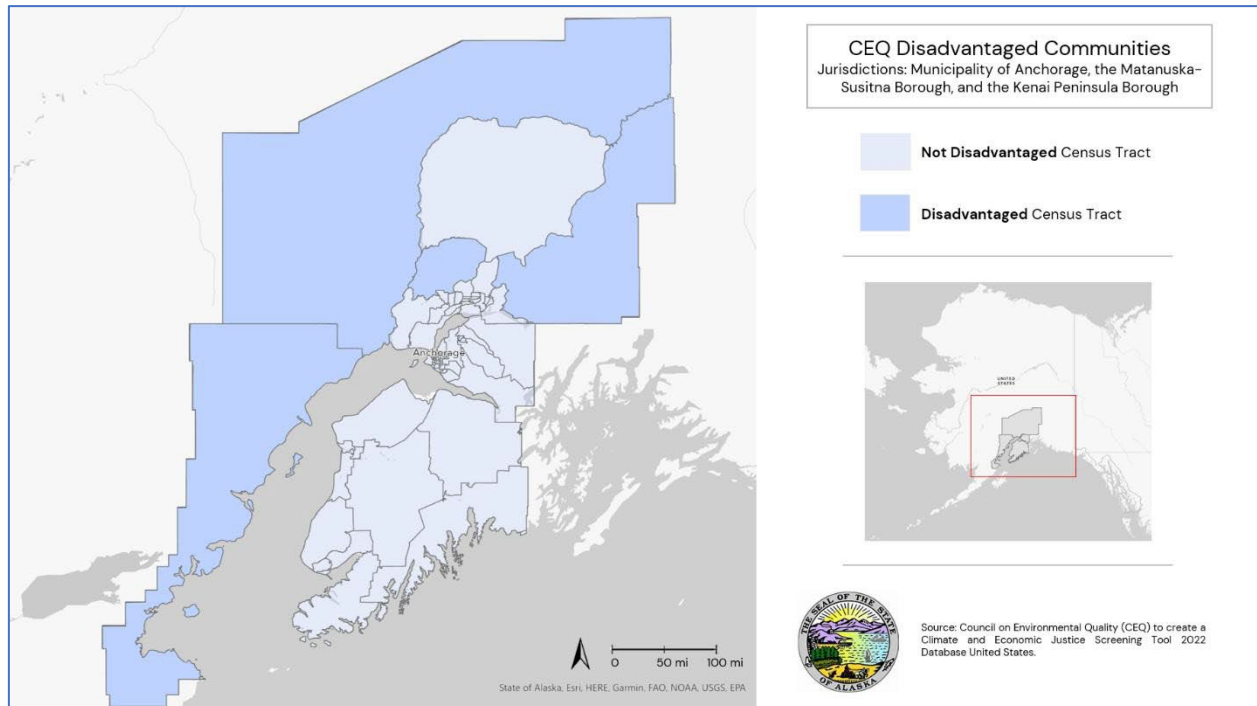 CEQ Disadvantaged Communities
Jurisdictions: Municipality of Anchorage, the Matanuska-
Susitna Borough, and the Kenai Peninsula Borough
Not Disadvantaged Census Tract
Disadvantaged Census Tract
Anchorage
UNITED
STATES
0 50 mi 100 mi
State of Alaska, Esri, HERE, Garmin, FAO, NOAA, USGS, EPA
THE SEAL OF THE STATE
OF ALASKA
Source: Council on Environmental Quality (CEQ) to create a
Climate and Economic Justice Screening Tool 2022
Database United States.